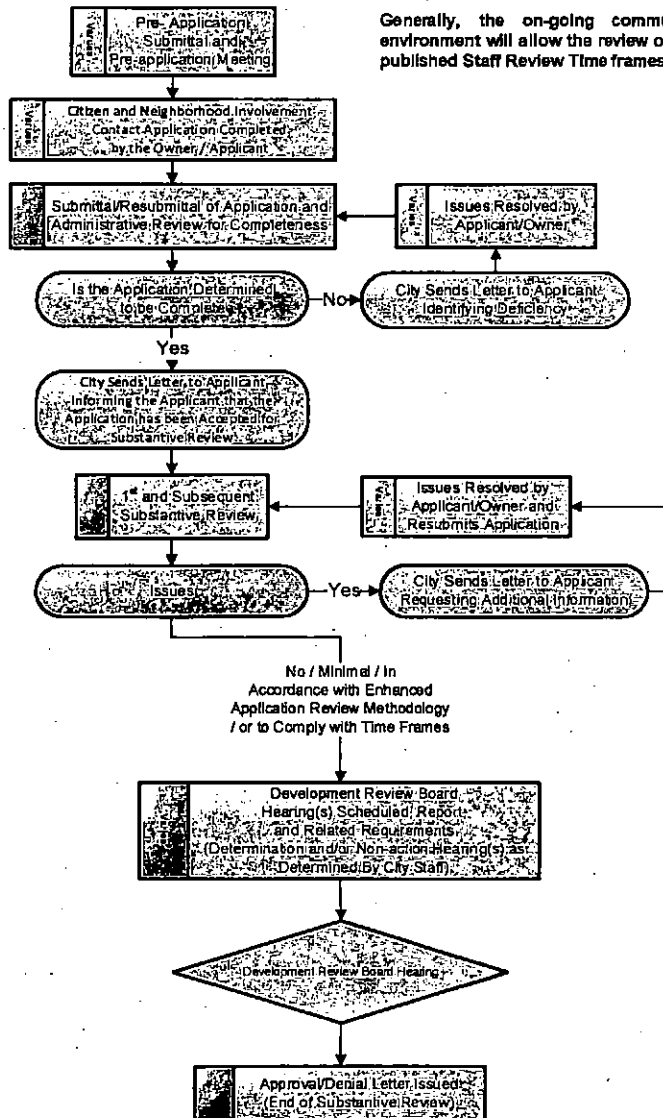 Generally, the on-going comm
environment will allow the review o
published Staff Review Time frames
Pre- Application
Submittal and
Pre-application Meeting
Varies
Citizen and Neighborhood Involvement
Contact Application Completed
by the Owner / Applicant
Varies
Submittal/Resubmittal of Application and
Administrative Review for Completeness
Issues Resolved by
Applicant/Owner
Is the Application Determined
to be Complete
No
City Sends Letter to Applicant
Identifying Deficiency
Yes
City Sends Letter to Applicant
Informing the Applicant that the
Application has been Accepted for
Substantive Review
1st and Subsequent
Substantive Review
Issues Resolved by
Applicant/Owner and
Resubmits Application
Issues
Yes
City Sends Letter to Applicant
Requesting Additional Information
No / Minimal / In
Accordance with Enhanced
Application Review Methodology
/ or to Comply with Time Frames
Development Review Board
Hearing(s) Scheduled, Report
and Related Requirements
(Determination and/or Non-action Hearing(s) as
Determined By City Staff)
Development Review Board Hearing
Approval/Denial Letter Issued
(End of Substantive Review)